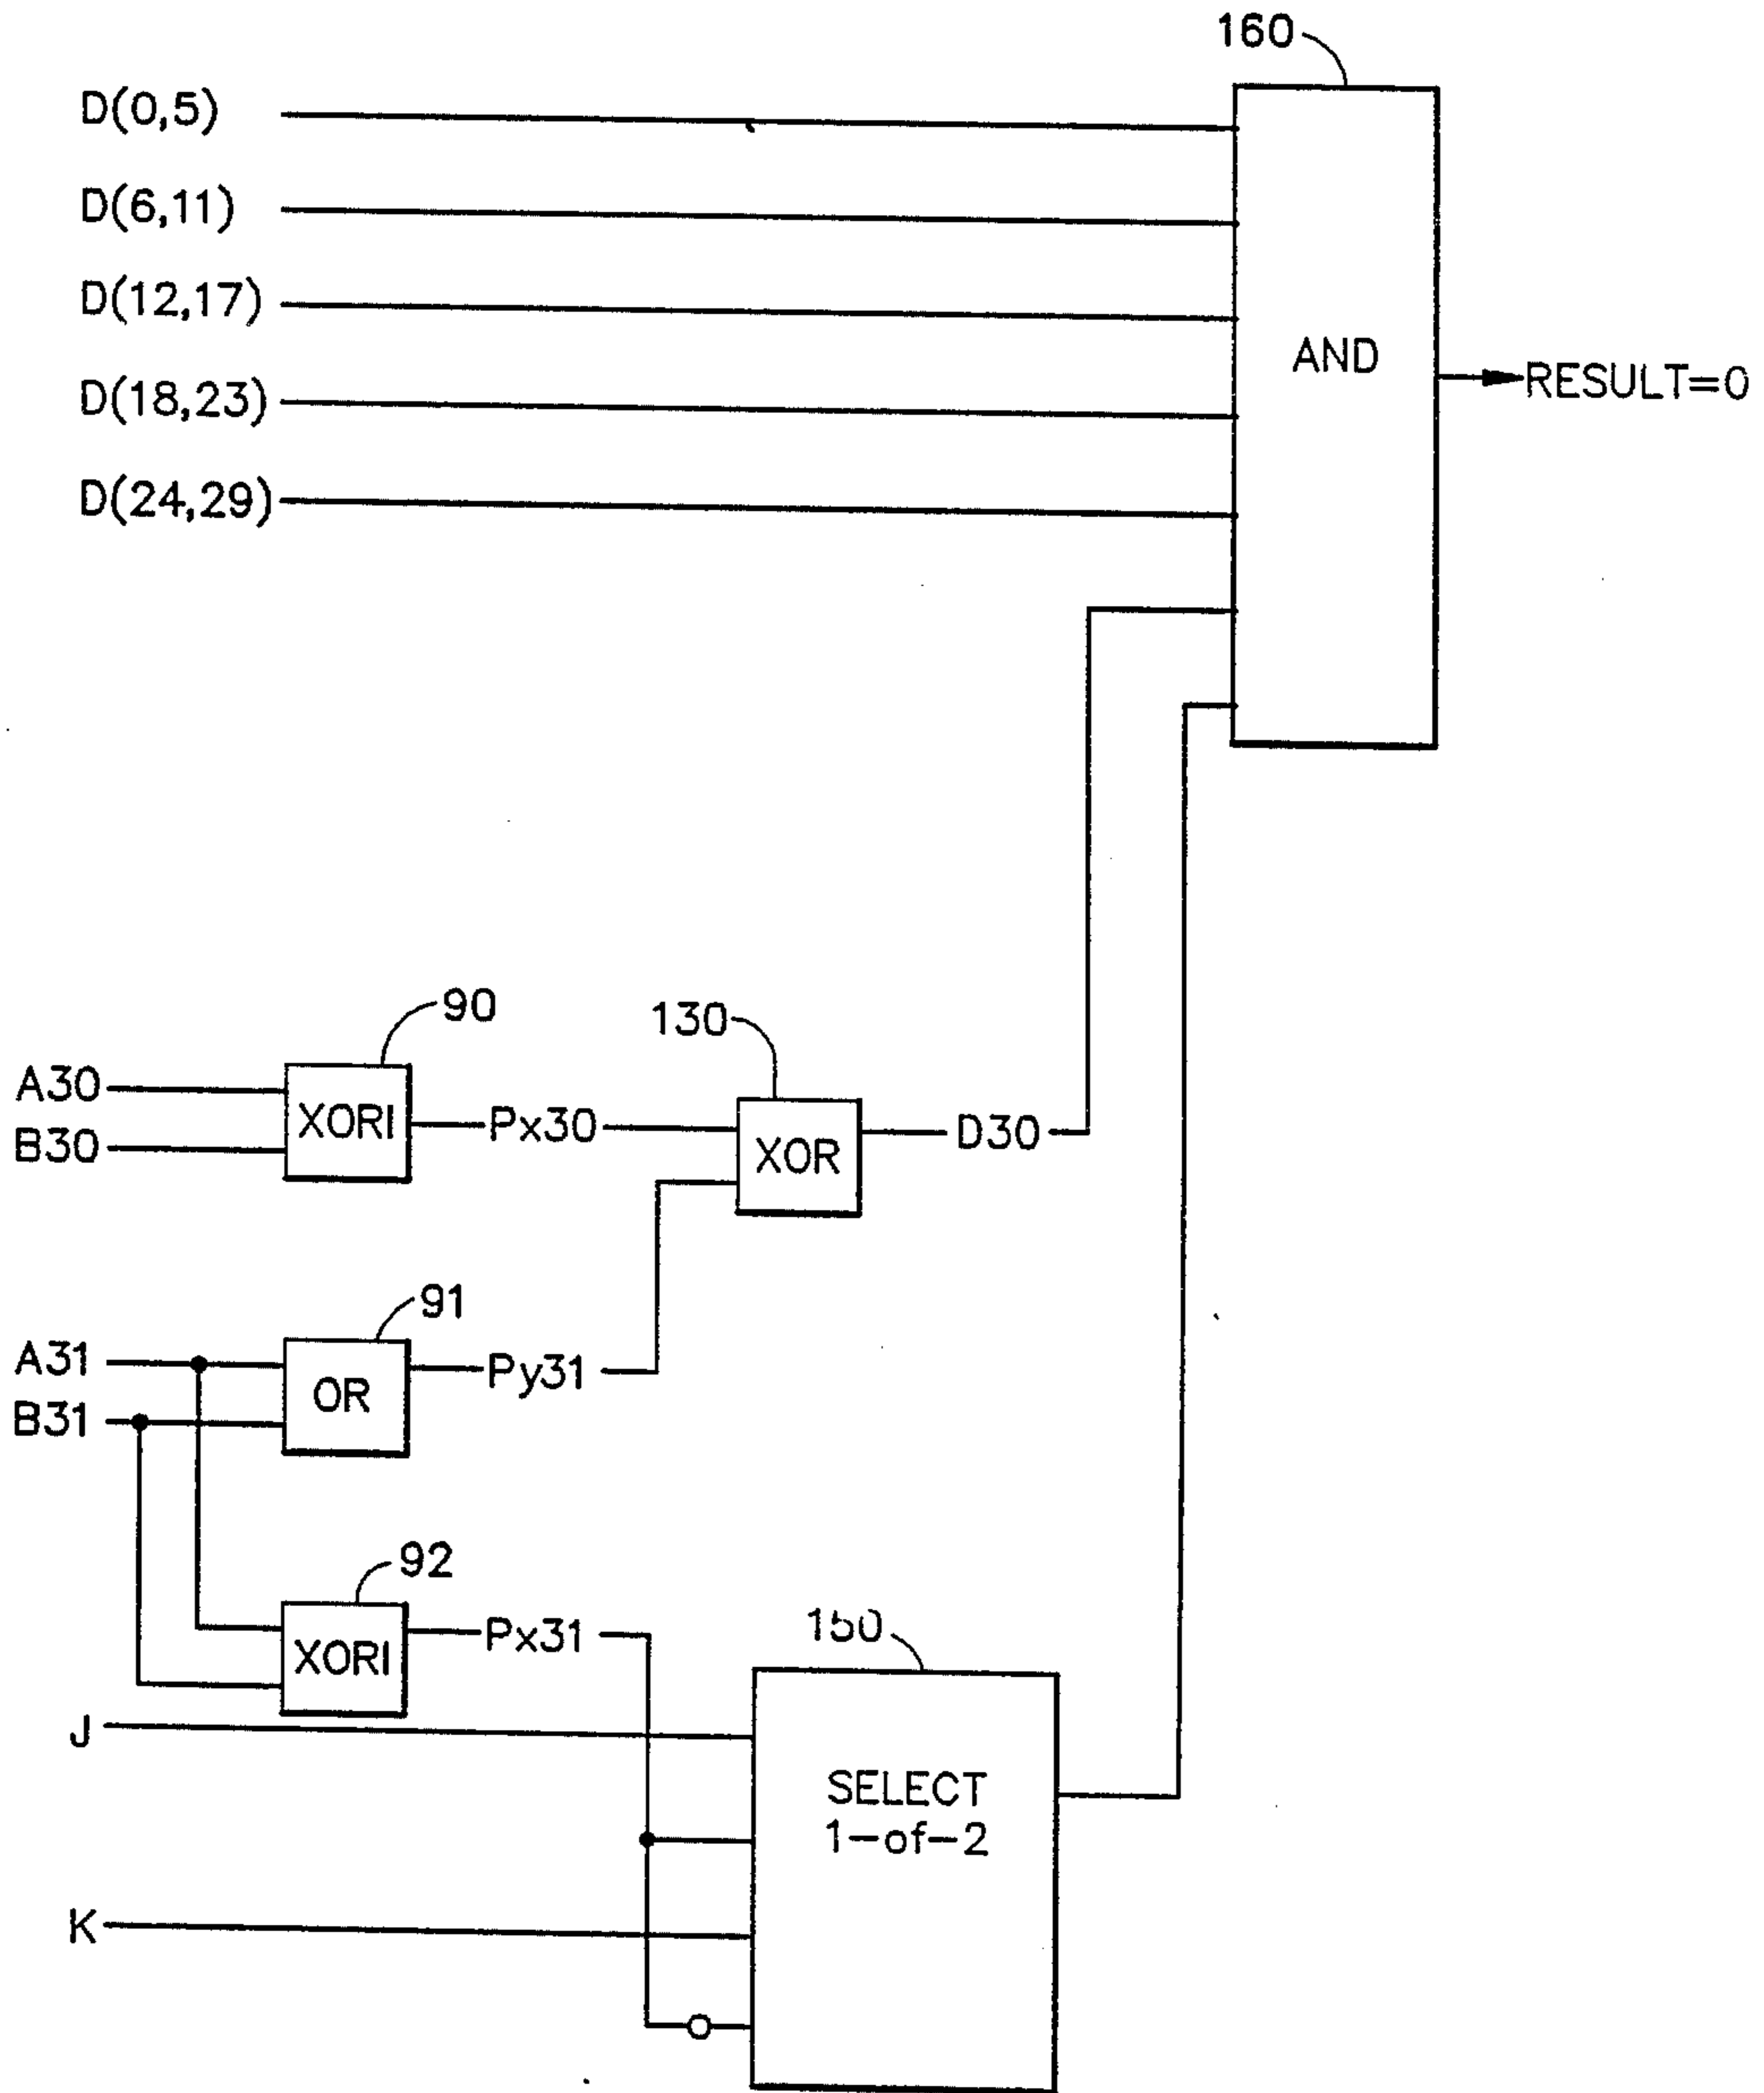 160
D(0,5)
D(6,11)
D(12,17)
D(18,23)
D(24,29)
AND
RESULT=0
90
130
A30
B30
XORI
Px30
XOR
D30
91
A31
B31
OR
Py31
92
XORI
Px31
150
J
SELECT
1-of-2
K